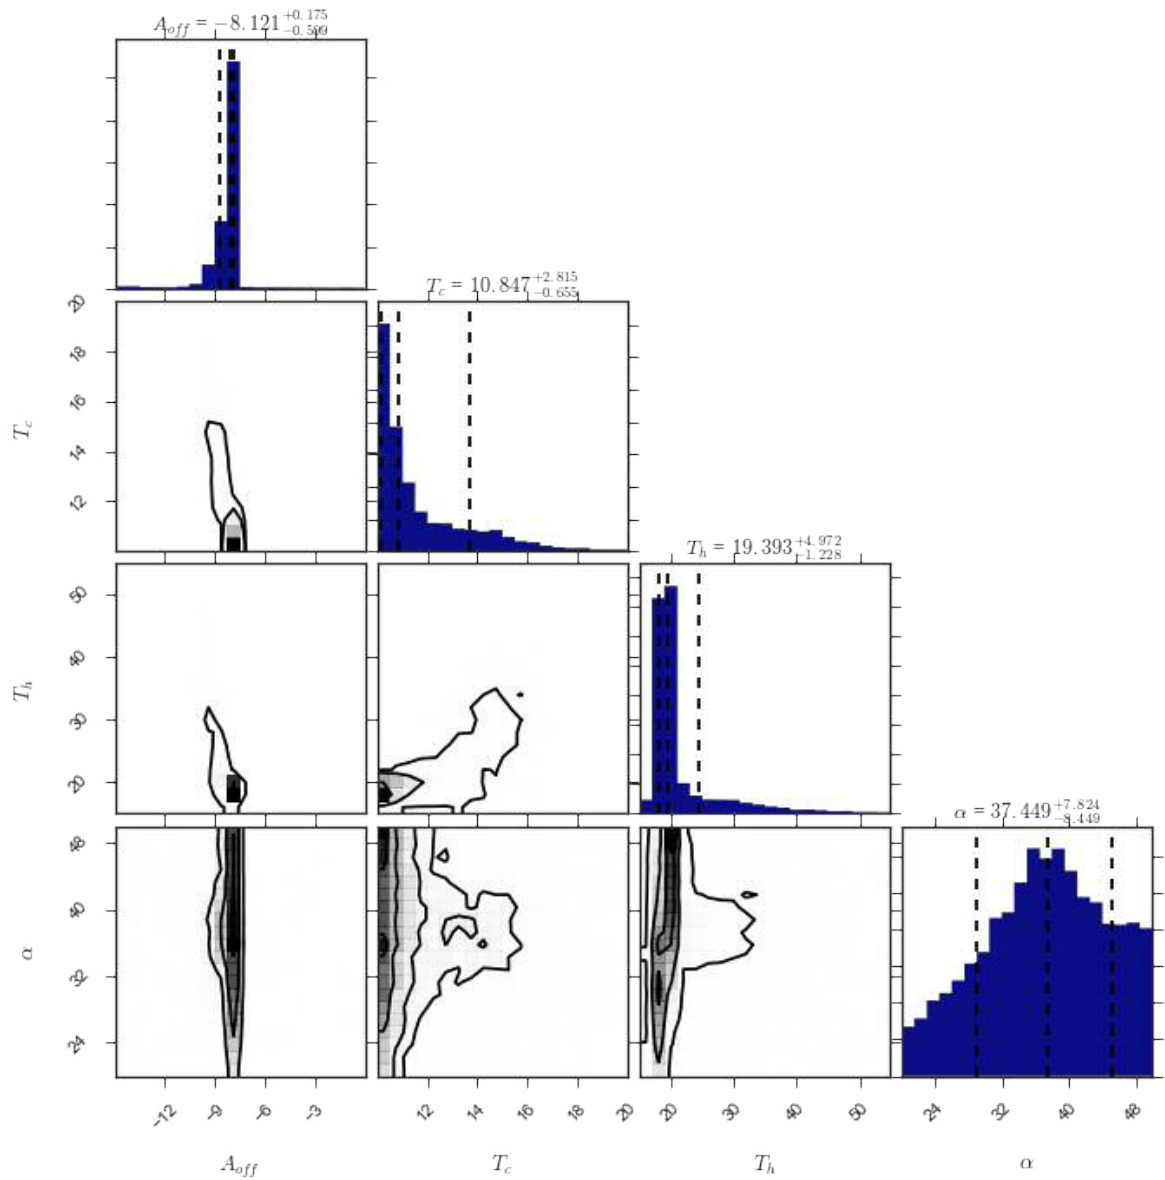 A_off = −8.121 +0.175 −0.599
T_c = 10.847 +2.815 −0.655
20
18
16
14
12
T_c
T_h = 19.393 +4.972 −1.228
50
40
30
20
T_h
α = 37.449 +7.824 −8.449
48
40
32
24
α
−12 −9 −6 −3 12 14 16 18 20 20 30 40 50 24 32 40 48
A_off T_c T_h α